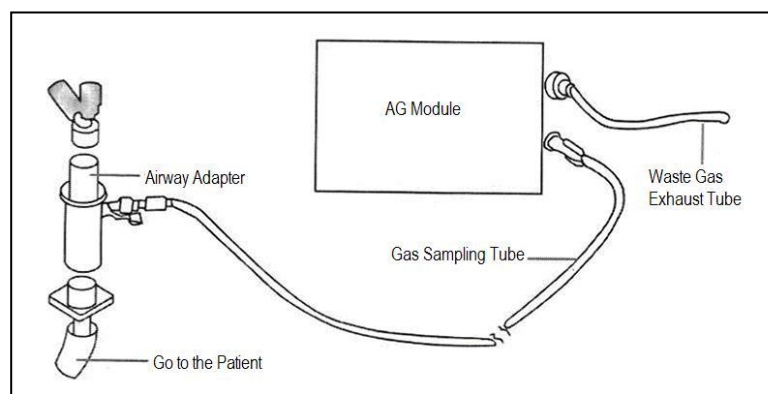 AG Module
Airway Adapter
Waste Gas
Exhaust Tube
Gas Sampling Tube
Go to the Patient